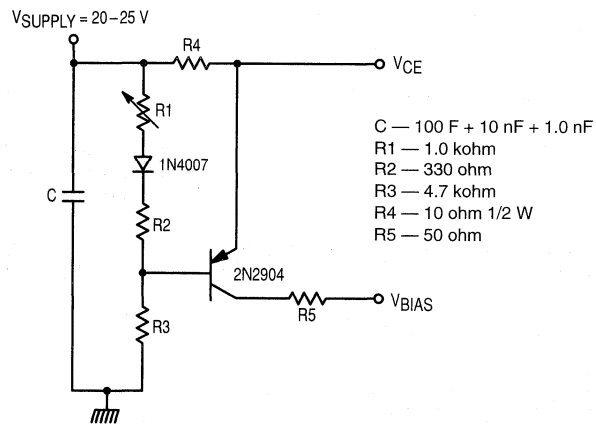 VSUPPLY = 20–25 V
R4
VCE
R1
1N4007
C
R2
2N2904
R5
VBIAS
R3
C — 100 F + 10 nF + 1.0 nF
R1 — 1.0 kohm
R2 — 330 ohm
R3 — 4.7 kohm
R4 — 10 ohm 1/2 W
R5 — 50 ohm